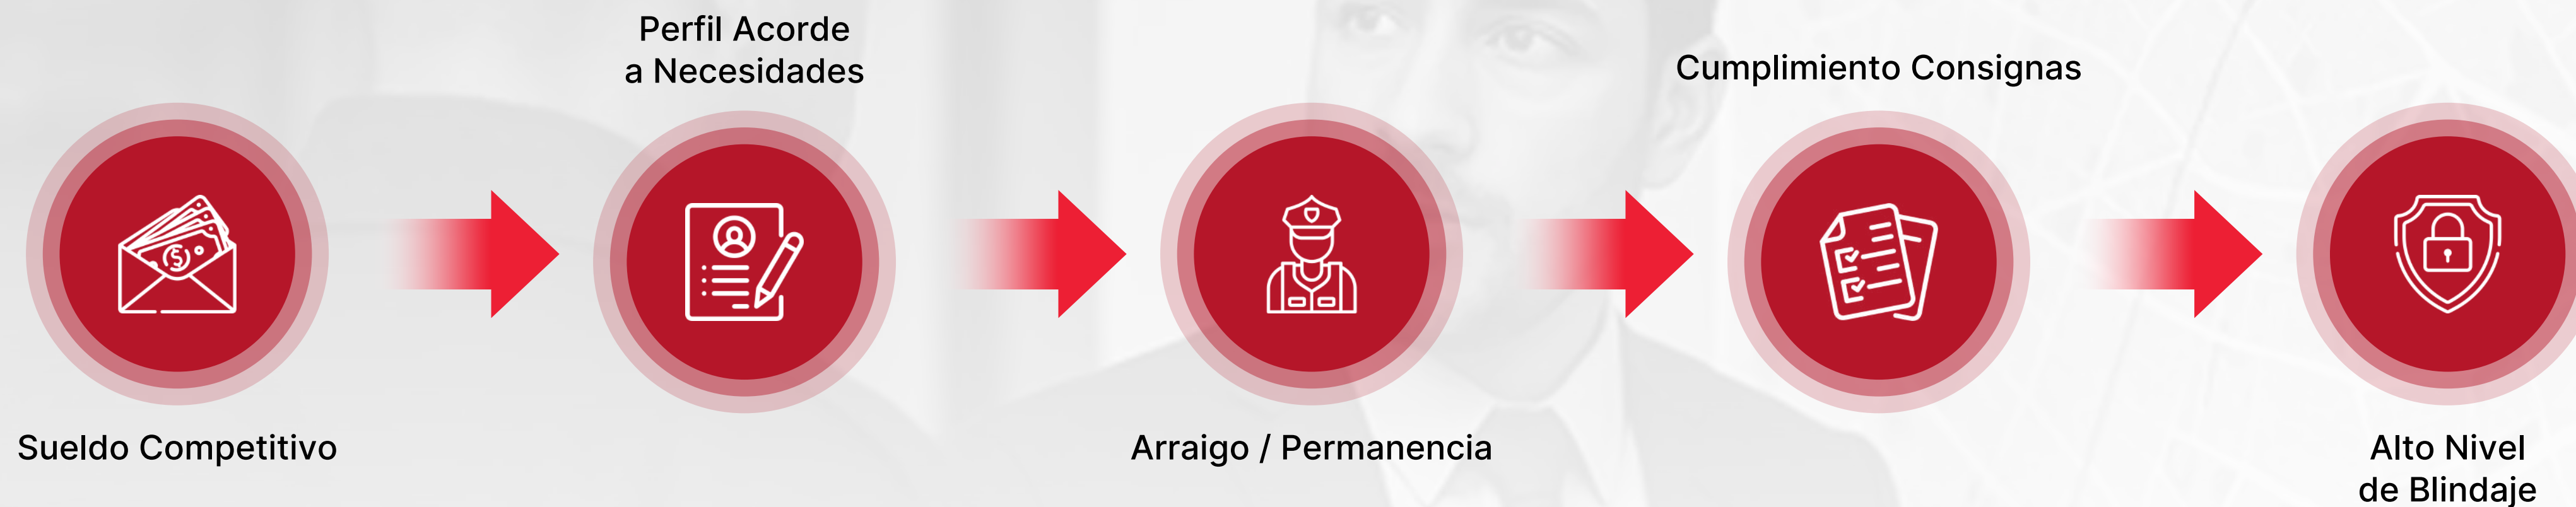 Sueldo Competitivo
Perfil Acorde
a Necesidades
Arraigo / Permanencia
Cumplimiento Consignas
Alto Nivel
de Blindaje